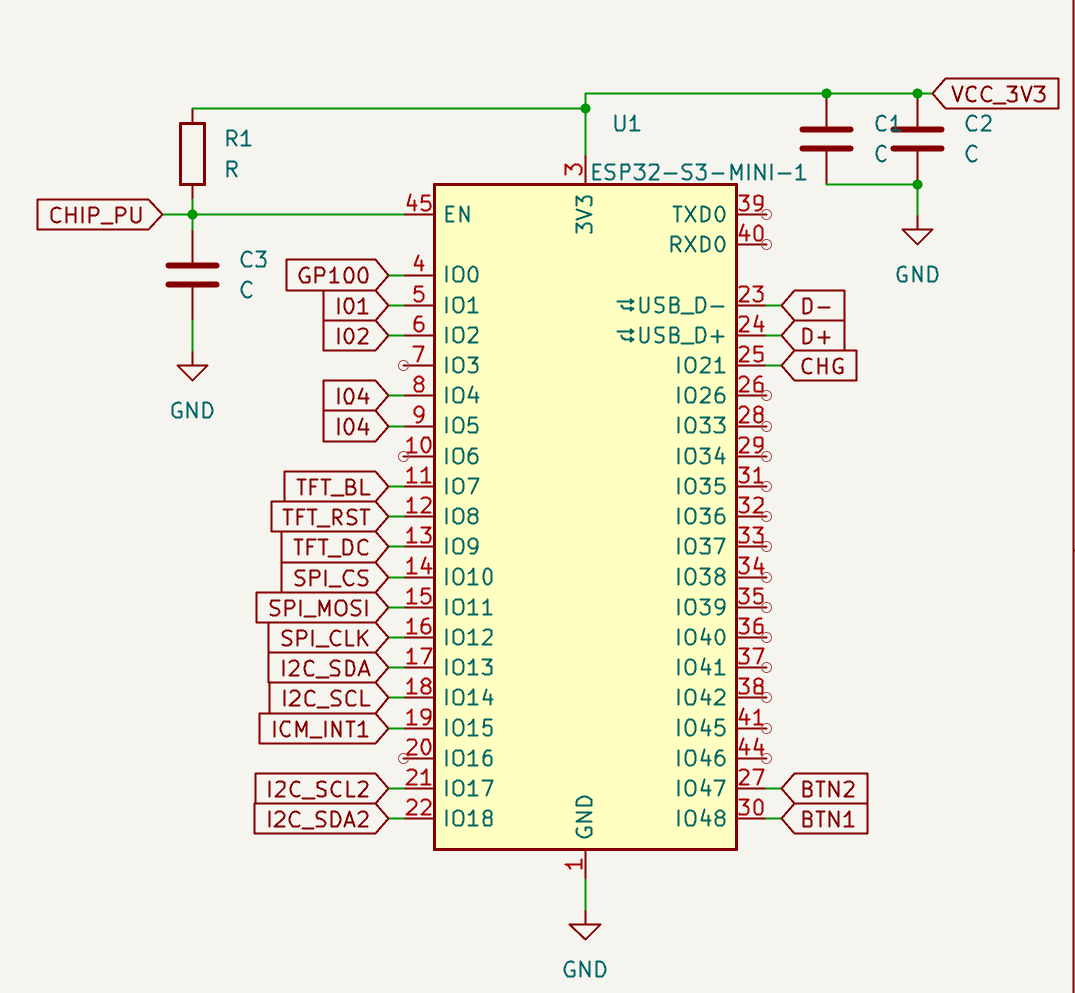 VCC_3V3
U1
C1
C
C2
C
R1
R
ESP32-S3-MINI-1
3
3V3
CHIP_PU
45 EN
TXD0 39
RXD0 40
C3
C
GND
GND
GP100 4 IO0
I01 5 IO1
USB_D- 23 D-
I02 6 IO2
USB_D+ 24 D+
7 IO3
IO21 25 CHG
I04 8 IO4
IO26 26
I04 9 IO5
IO33 28
10 IO6
IO34 29
TFT_BL 11 IO7
IO35 31
TFT_RST 12 IO8
IO36 32
TFT_DC 13 IO9
IO37 33
SPI_CS 14 IO10
IO38 34
SPI_MOSI 15 IO11
IO39 35
SPI_CLK 16 IO12
IO40 36
I2C_SDA 17 IO13
IO41 37
I2C_SCL 18 IO14
IO42 38
ICM_INT1 19 IO15
IO45 41
20 IO16
IO46 44
I2C_SCL2 21 IO17
IO47 27 BTN2
I2C_SDA2 22 IO18
IO48 30 BTN1
GND
1
GND